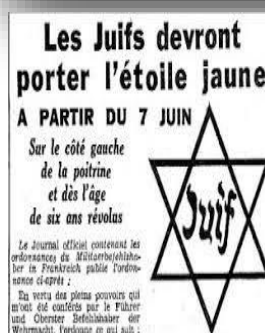 Les Juifs devront
porter l'étoile jaune
A PARTIR DU 7 JUIN
Sur le côté gauche
de la poitrine
et dès l'âge
de six ans révolus
Juif
Le Journal officiel contenant les
ordonnances du Militaerbefehlsha-
ber in Frankreich publie l'ordon-
nance ci-après :
En vertu des pleins pouvoirs qui
m'ont été conférés par le Führer
und Oberster Befehlshaber der
Wehrmacht, j'ordonne ce qui suit :